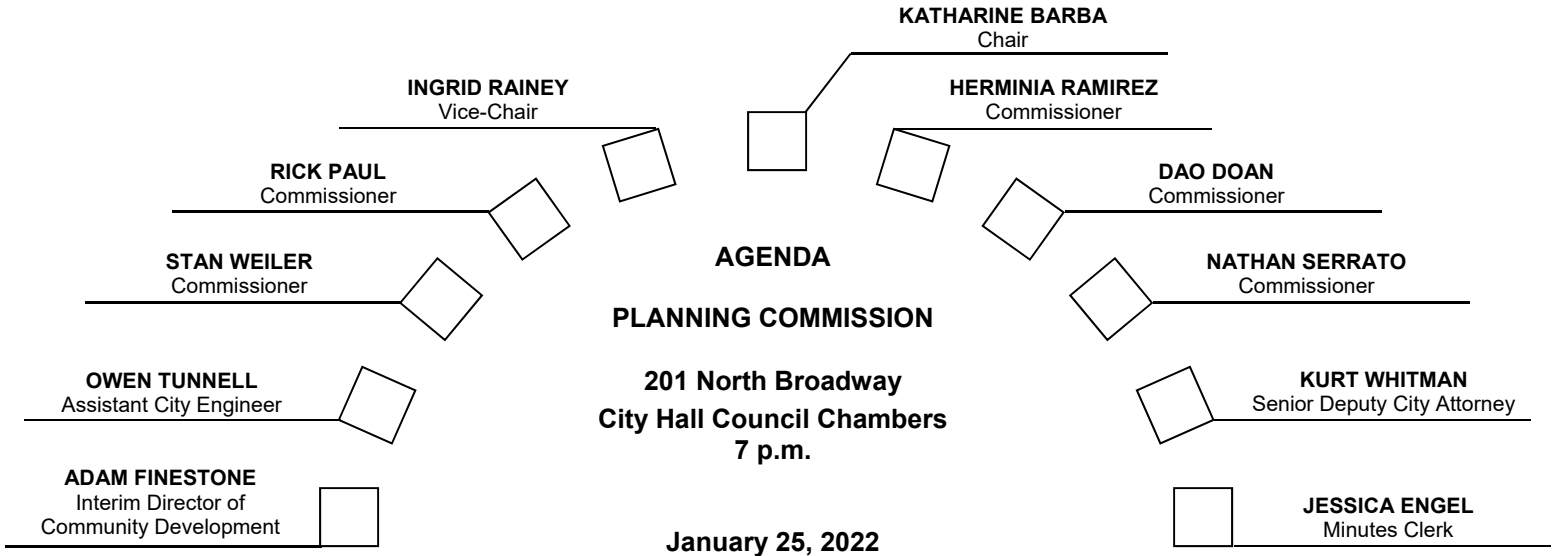 KATHARINE BARBA
Chair
INGRID RAINEY
Vice-Chair
HERMINIA RAMIREZ
Commissioner
RICK PAUL
Commissioner
DAO DOAN
Commissioner
AGENDA
STAN WEILER
Commissioner
NATHAN SERRATO
Commissioner
PLANNING COMMISSION
201 North Broadway
City Hall Council Chambers
7 p.m.
OWEN TUNNELL
Assistant City Engineer
KURT WHITMAN
Senior Deputy City Attorney
ADAM FINESTONE
Interim Director of
Community Development
JESSICA ENGEL
Minutes Clerk
January 25, 2022